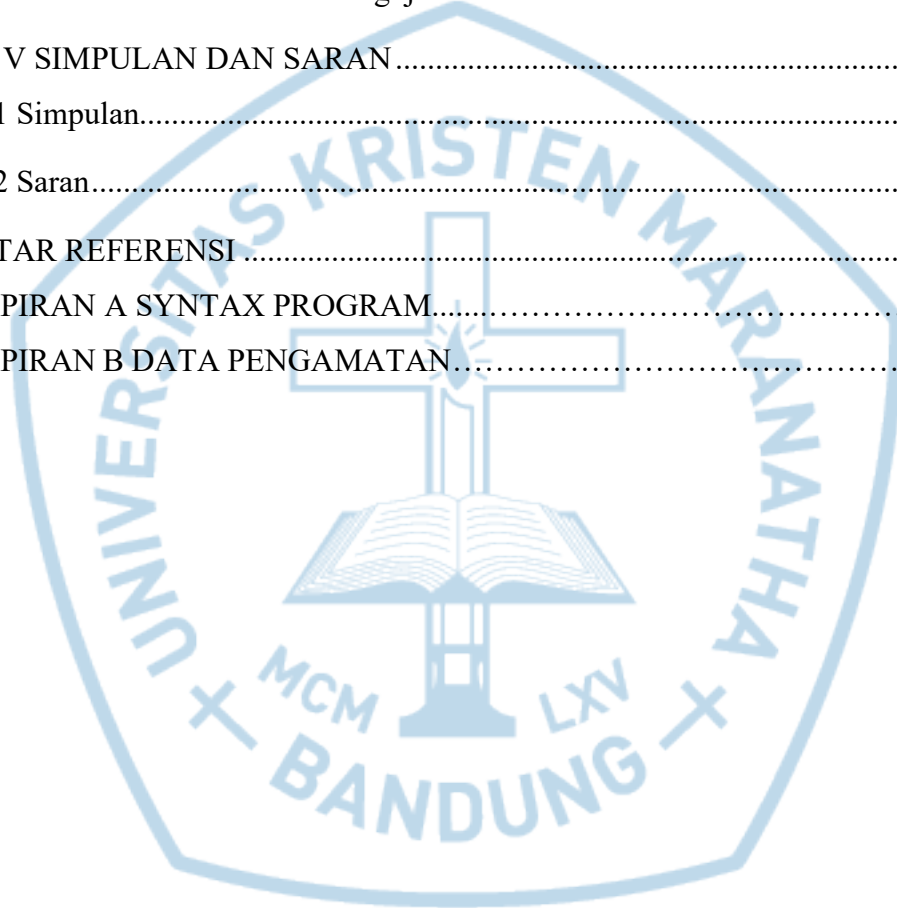 V SIMPULAN DAN SARAN
1 Simpulan
2 Saran
TAR REFERENSI
PIRAN A SYNTAX PROGRAM
PIRAN B DATA PENGAMATAN
UNIVERSITAS KRISTEN MARANATHA
MCM LXV
BANDUNG